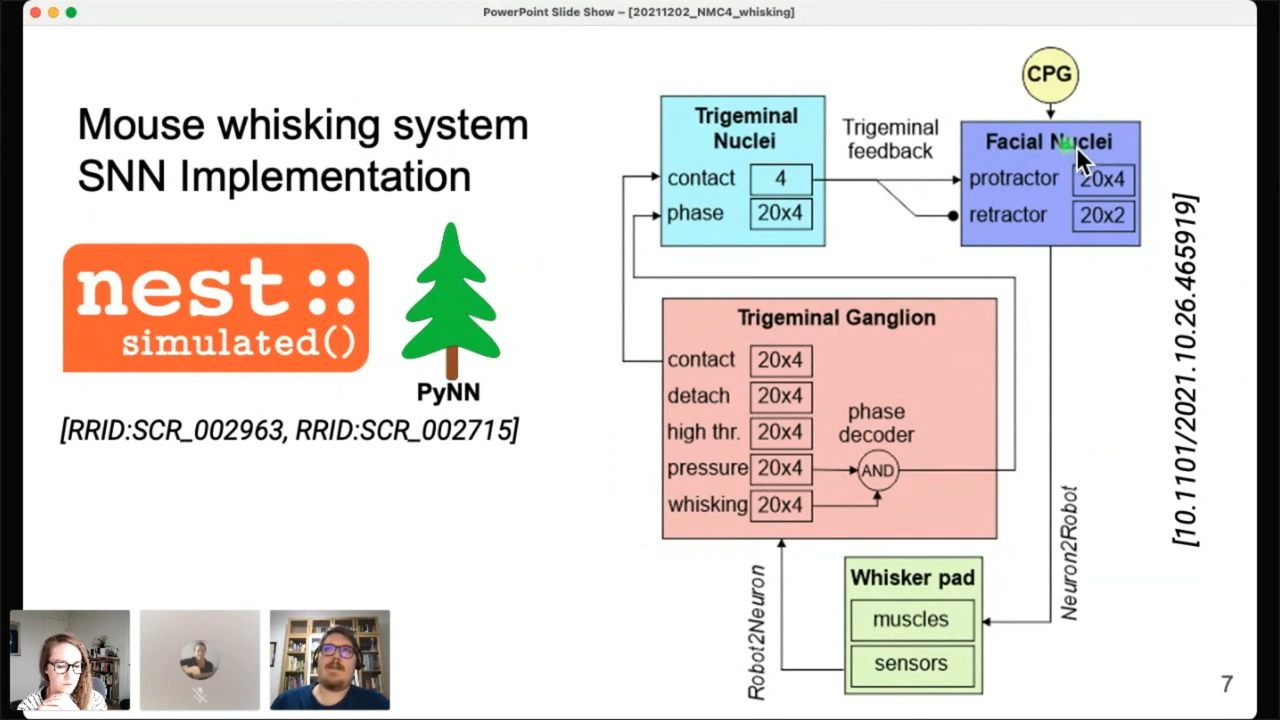 PowerPoint Slide Show – [20211202_NMC4_whisking]
Mouse whisking system
SNN Implementation
nest::
simulated()
PyNN
[RRID:SCR_002963, RRID:SCR_002715]
CPG
Trigeminal
Nuclei
contact 4
phase 20x4
Trigeminal
feedback
Facial Nuclei
protractor 20x4
retractor 20x2
Trigeminal Ganglion
contact 20x4
detach 20x4
high thr. 20x4
pressure 20x4
whisking 20x4
phase
decoder
AND
Whisker pad
muscles
sensors
Robot2Neuron
Neuron2Robot
[10.1101/2021.10.26.465919]
7